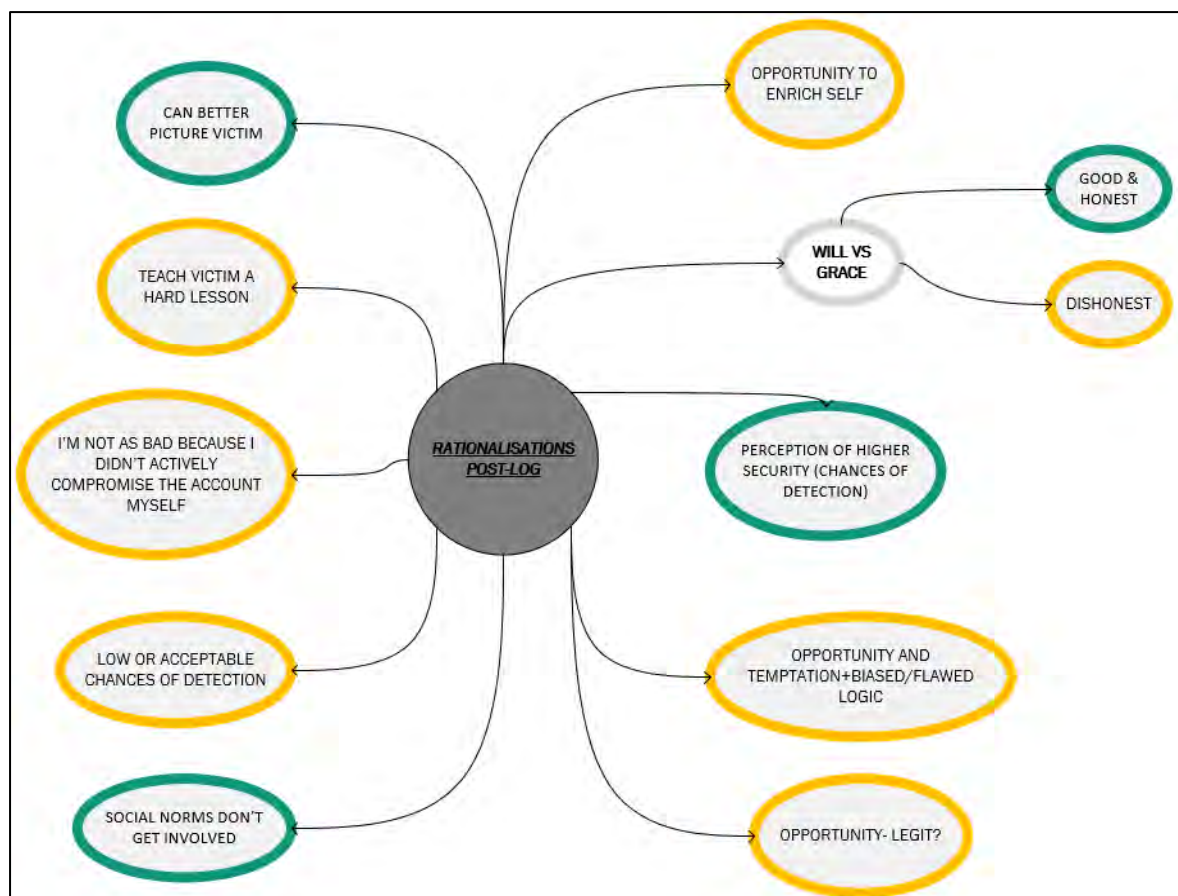 OPPORTUNITY TO
ENRICH SELF
CAN BETTER
PICTURE VICTIM
GOOD &
HONEST
WILL VS
GRACE
TEACH VICTIM A
HARD LESSON
DISHONEST
I'M NOT AS BAD BECAUSE I
DIDN'T ACTIVELY
COMPROMISE THE ACCOUNT
MYSELF
RATIONALISATIONS
POST-LOG
PERCEPTION OF HIGHER
SECURITY (CHANCES OF
DETECTION)
LOW OR ACCEPTABLE
CHANCES OF DETECTION
OPPORTUNITY AND
TEMPTATION+BIASED/FLAWED
LOGIC
SOCIAL NORMS DON'T
GET INVOLVED
OPPORTUNITY- LEGIT?